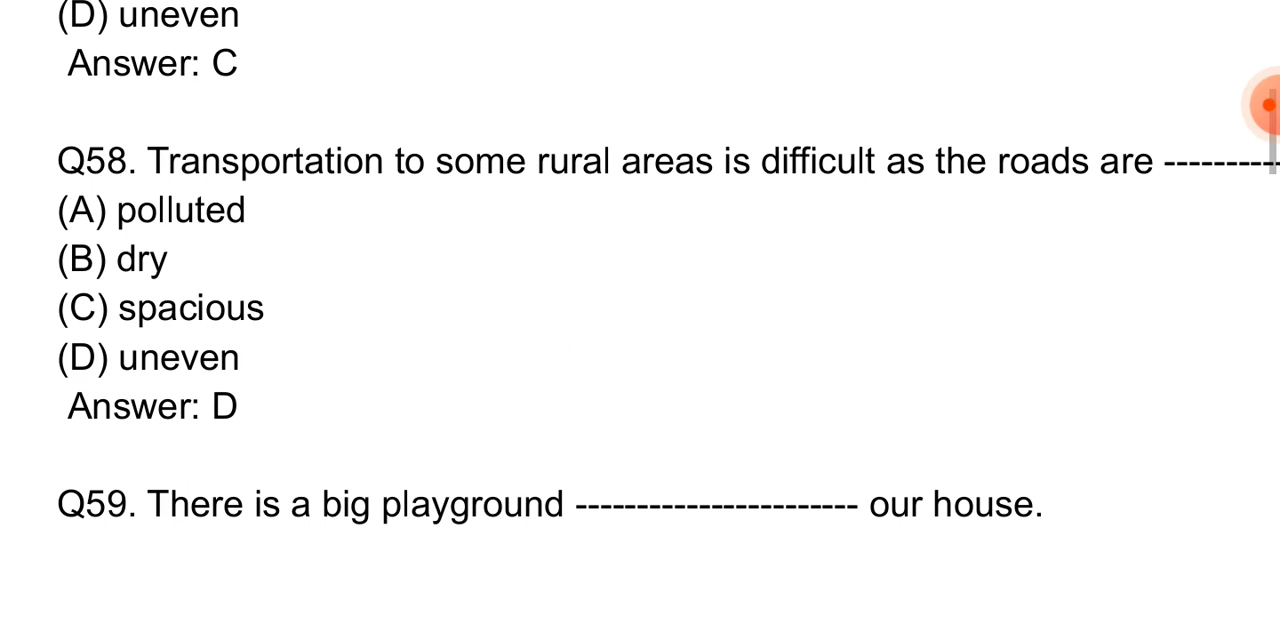 (D) uneven
Answer: C
Q58. Transportation to some rural areas is difficult as the roads are ----------
(A) polluted
(B) dry
(C) spacious
(D) uneven
Answer: D
Q59. There is a big playground ----------------------- our house.